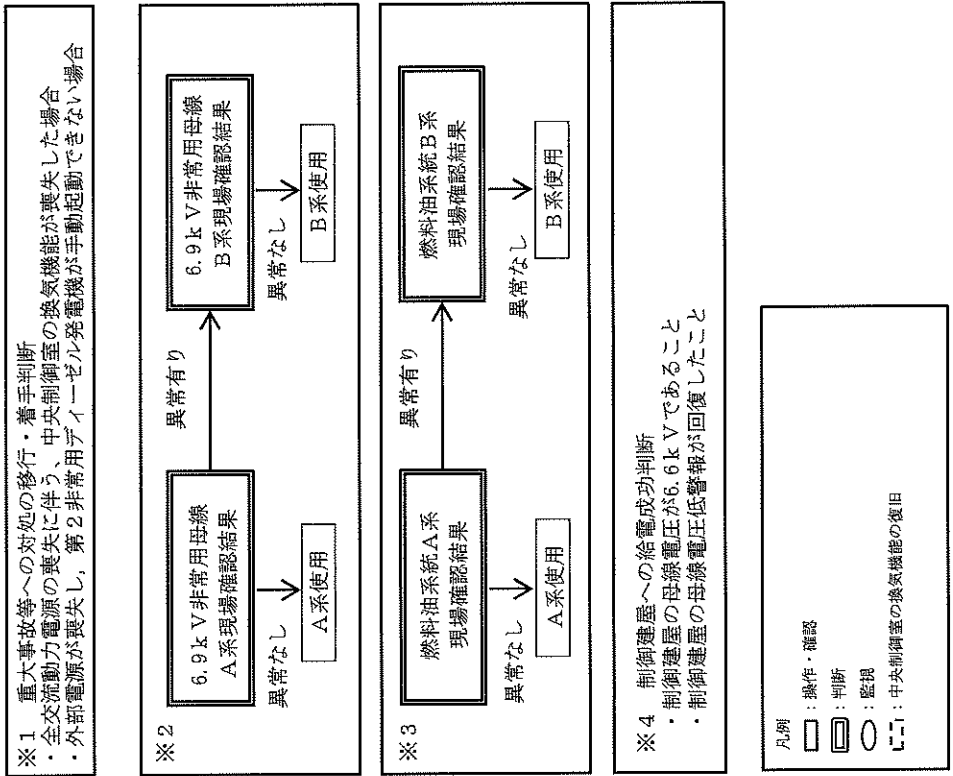 ※1　重大事故等への対処の移行・着手判断
・全交流動力電源の喪失に伴う、中央制御室の換気機能が喪失した場合
・外部電源が喪失し，第2非常用ディーゼル発電機が手動起動できない場合
※2
6.9kV非常用母線
A系現場確認結果
異常有り
6.9kV非常用母線
B系現場確認結果
異常なし
A系使用
異常なし
B系使用
※3
燃料油系統A系
現場確認結果
異常有り
燃料油系統B系
現場確認結果
異常なし
A系使用
異常なし
B系使用
※4　制御建屋への給電成功判断
・制御建屋の母線電圧が6.6kVであること
・制御建屋の母線電圧低警報が回復したこと
凡例
：操作・確認
：判断
：監視
：中央制御室の換気機能の復旧